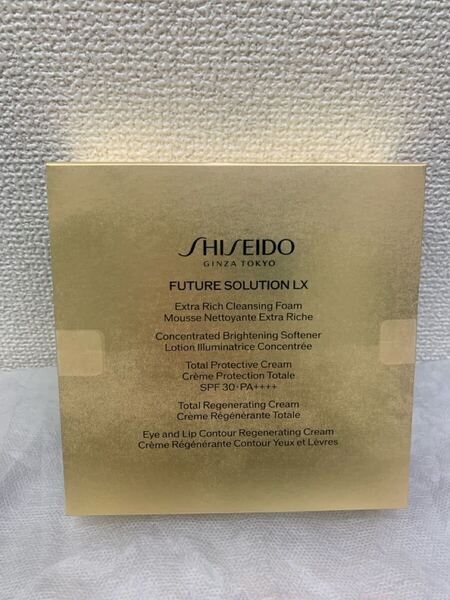 SHISEIDO
GINZA TOKYO
FUTURE SOLUTION LX
Extra Rich Cleansing Foam
Mousse Nettoyante Extra Riche
Concentrated Brightening Softener
Lotion Illuminatrice Concentrée
Total Protective Cream
Crème Protection Totale
SPF 30·PA++++
Total Regenerating Cream
Crème Régénérante Totale
Eye and Lip Contour Regenerating Cream
Crème Régénérante Contour Yeux et Lèvres